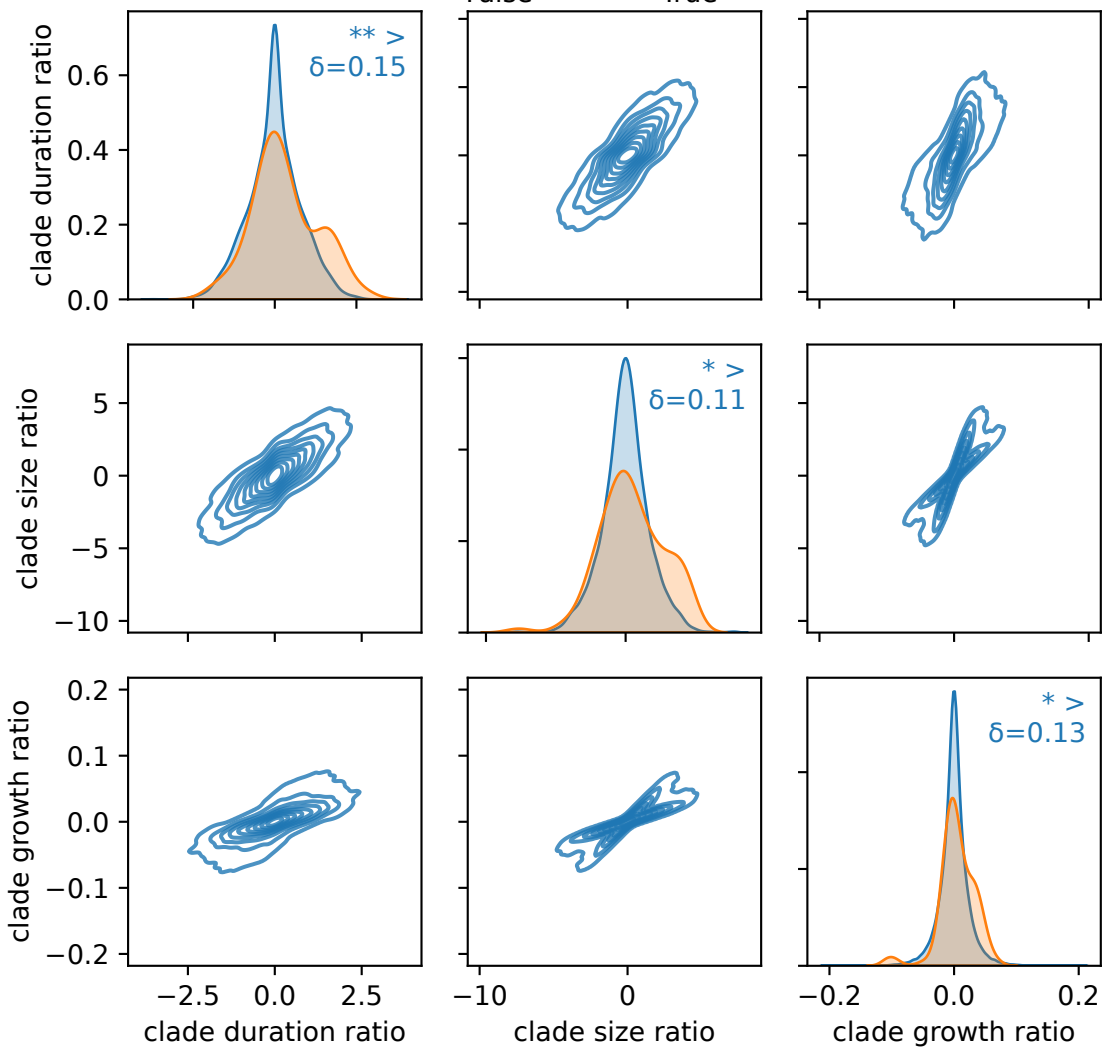 clade duration ratio
0.6
0.4
0.2
0.0
** >
δ=0.15
clade size ratio
5
0
−5
−10
* >
δ=0.11
clade growth ratio
0.2
0.1
0.0
−0.1
−0.2
* >
δ=0.13
−2.5 0.0 2.5
−10 0
−0.2 0.0 0.2
clade duration ratio
clade size ratio
clade growth ratio